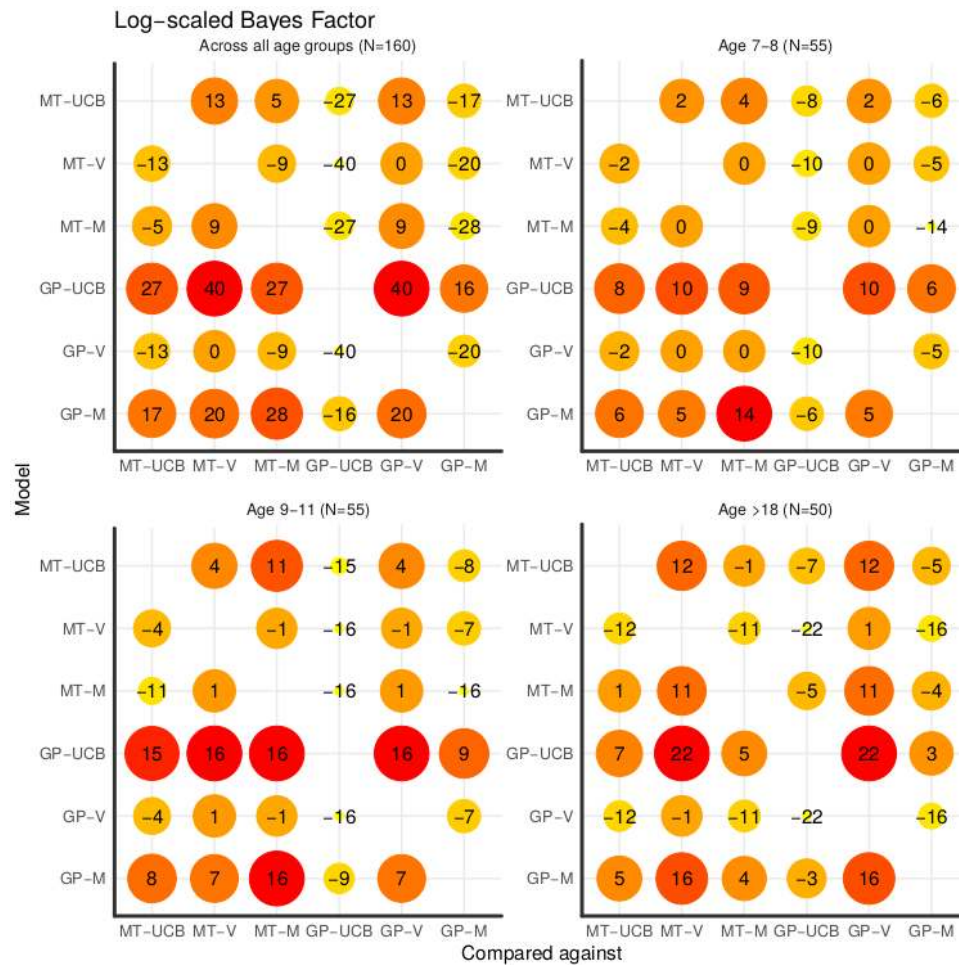 Log−scaled Bayes Factor
Across all age groups (N=160)
MT−UCB 13 5 −27 13 −17
MT−V −13 −9 −40 0 −20
MT−M −5 9 −27 9 −28
GP−UCB 27 40 27 40 16
GP−V −13 0 −9 −40 −20
GP−M 17 20 28 −16 20
MT−UCB MT−V MT−M GP−UCB GP−V GP−M
Age 7−8 (N=55)
MT−UCB 2 4 −8 2 −6
MT−V −2 0 −10 0 −5
MT−M −4 0 −9 0 −14
GP−UCB 8 10 9 10 6
GP−V −2 0 0 −10 −5
GP−M 6 5 14 −6 5
MT−UCB MT−V MT−M GP−UCB GP−V GP−M
Model
Age 9−11 (N=55)
MT−UCB 4 11 −15 4 −8
MT−V −4 −1 −16 −1 −7
MT−M −11 1 −16 1 −16
GP−UCB 15 16 16 16 9
GP−V −4 1 −1 −16 −7
GP−M 8 7 16 −9 7
MT−UCB MT−V MT−M GP−UCB GP−V GP−M
Age >18 (N=50)
MT−UCB 12 −1 −7 12 −5
MT−V −12 −11 −22 1 −16
MT−M 1 11 −5 11 −4
GP−UCB 7 22 5 22 3
GP−V −12 −1 −11 −22 −16
GP−M 5 16 4 −3 16
MT−UCB MT−V MT−M GP−UCB GP−V GP−M
Compared against